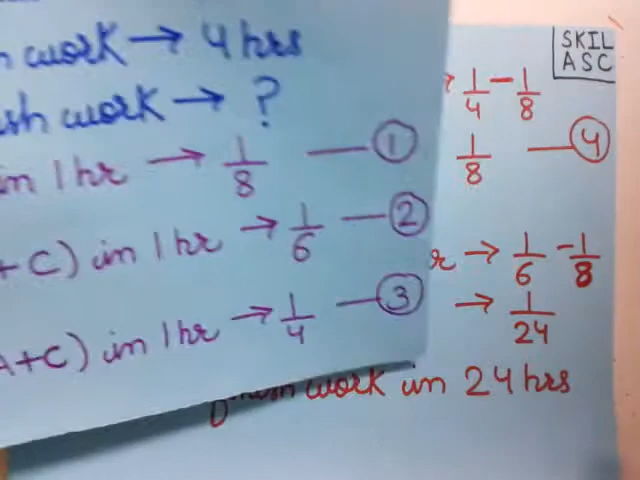 work → 4 hrs
work → ?
in 1 hr → 1/8 — ①
+ C) in 1 hr → 1/6 — ②
A+C) in 1 hr → 1/4 — ③
SKIL
ASC
1/4 - 1/8
1/8 — ④
→ 1/6 - 1/8
→ 1/24
work in 24 hrs